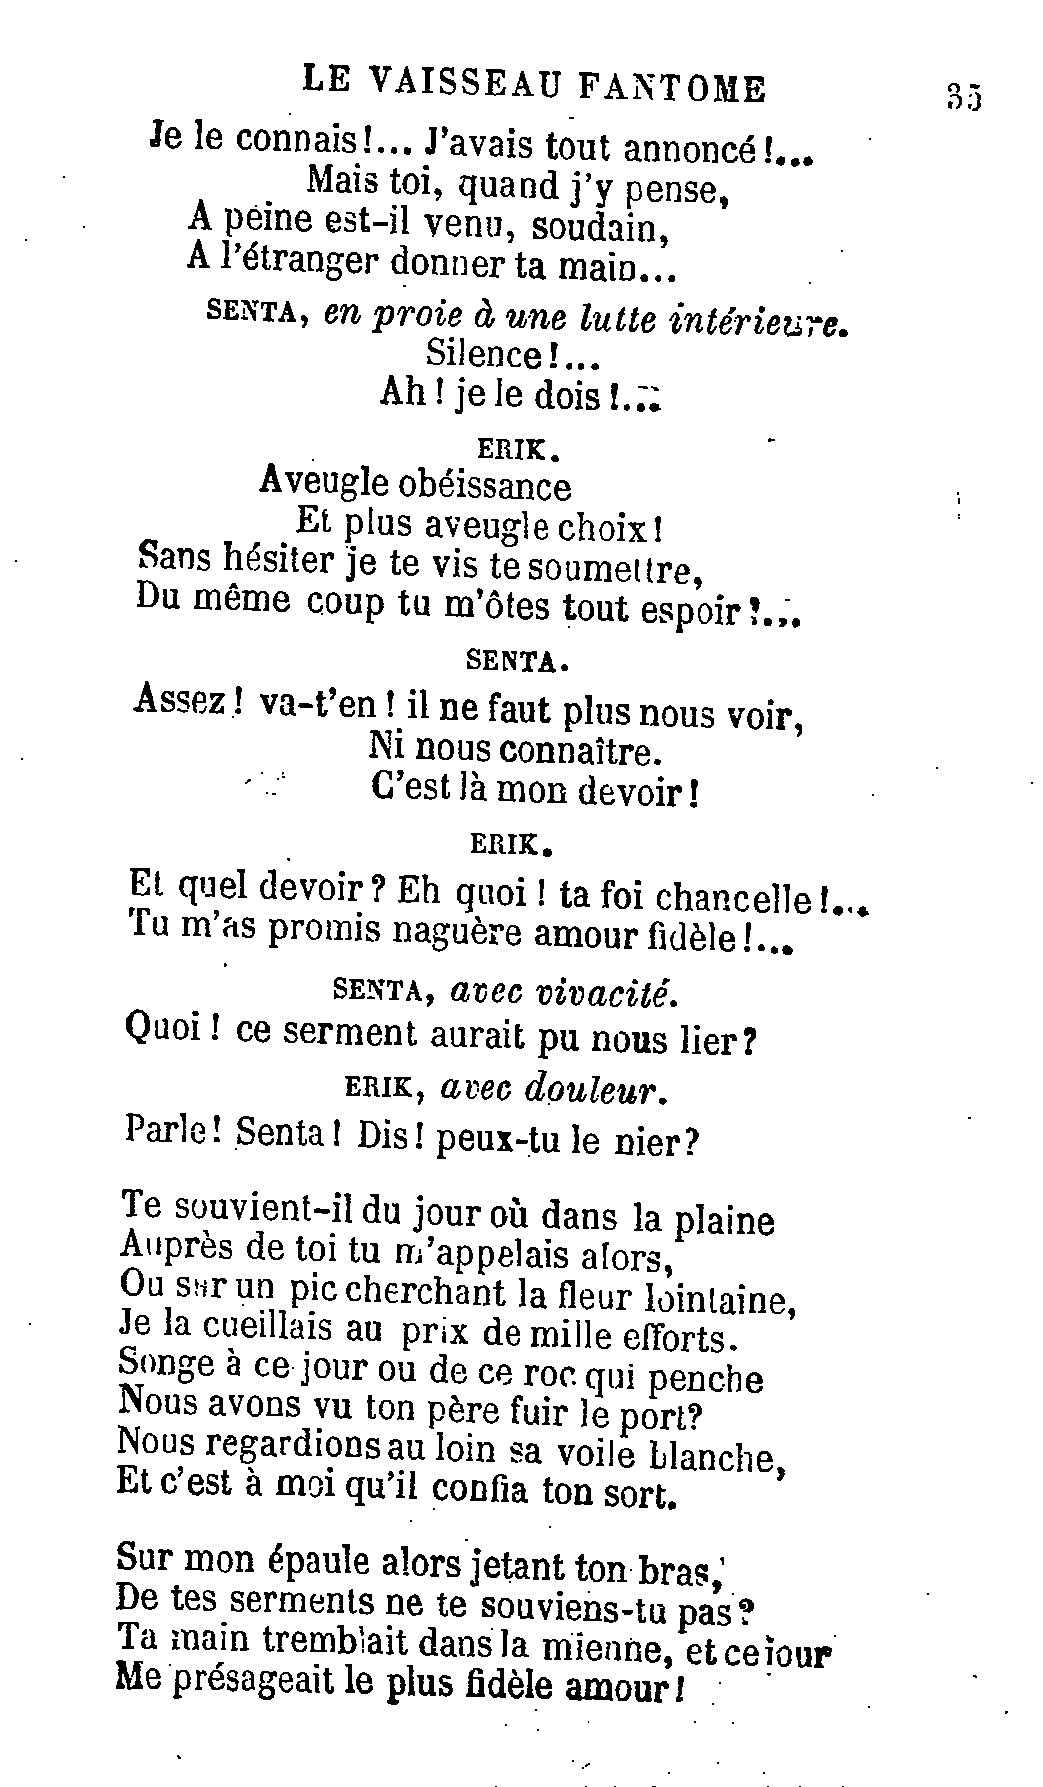 LE VAISSEAU FANTOME 35
Je le connais !... J'avais tout annoncé !...
Mais toi, quand j'y pense,
A peine est-il venu, soudain,
A l'étranger donner ta main...
SENTA, en proie à une lutte intérieure.
Silence !...
Ah ! je le dois !...
ERIK.
Aveugle obéissance
Et plus aveugle choix !
Sans hésiter je te vis te soumettre,
Du même coup tu m'ôtes tout espoir !...
SENTA.
Assez ! va-t'en ! il ne faut plus nous voir,
Ni nous connaître.
C'est là mon devoir !
ERIK.
Et quel devoir ? Eh quoi ! ta foi chancelle !...
Tu m'as promis naguère amour fidèle !...
SENTA, avec vivacité.
Quoi ! ce serment aurait pu nous lier ?
ERIK, avec douleur.
Parle ! Senta ! Dis ! peux-tu le nier ?
Te souvient-il du jour où dans la plaine
Auprès de toi tu m'appelais alors,
Ou sur un pic cherchant la fleur lointaine,
Je la cueillais au prix de mille efforts.
Songe à ce jour ou de ce roc qui penche
Nous avons vu ton père fuir le port ?
Nous regardions au loin sa voile blanche,
Et c'est à moi qu'il confia ton sort.
Sur mon épaule alors jetant ton bras,
De tes serments ne te souviens-tu pas ?
Ta main tremblait dans la mienne, et ce jour
Me présageait le plus fidèle amour !